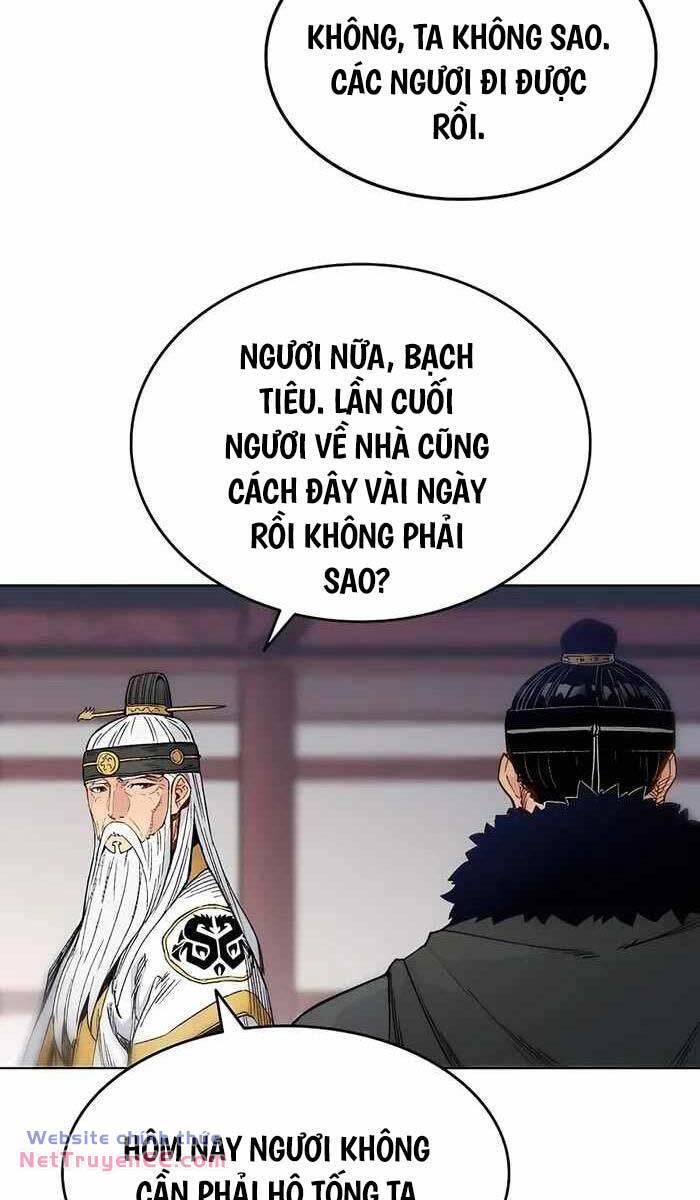 KHÔNG, TA KHÔNG SAO.
CÁC NGƯƠI ĐI ĐƯỢC
RỒI.
NGƯƠI NỮA, BẠCH
TIÊU. LẦN CUỐI
NGƯƠI VỀ NHÀ CŨNG
CÁCH ĐÂY VÀI NGÀY
RỒI KHÔNG PHẢI
SAO?
Website chính thức
NetTruyenCC.com
HÔM NAY NGƯƠI KHÔNG
CẦN PHẢI HỘ TỐNG TA